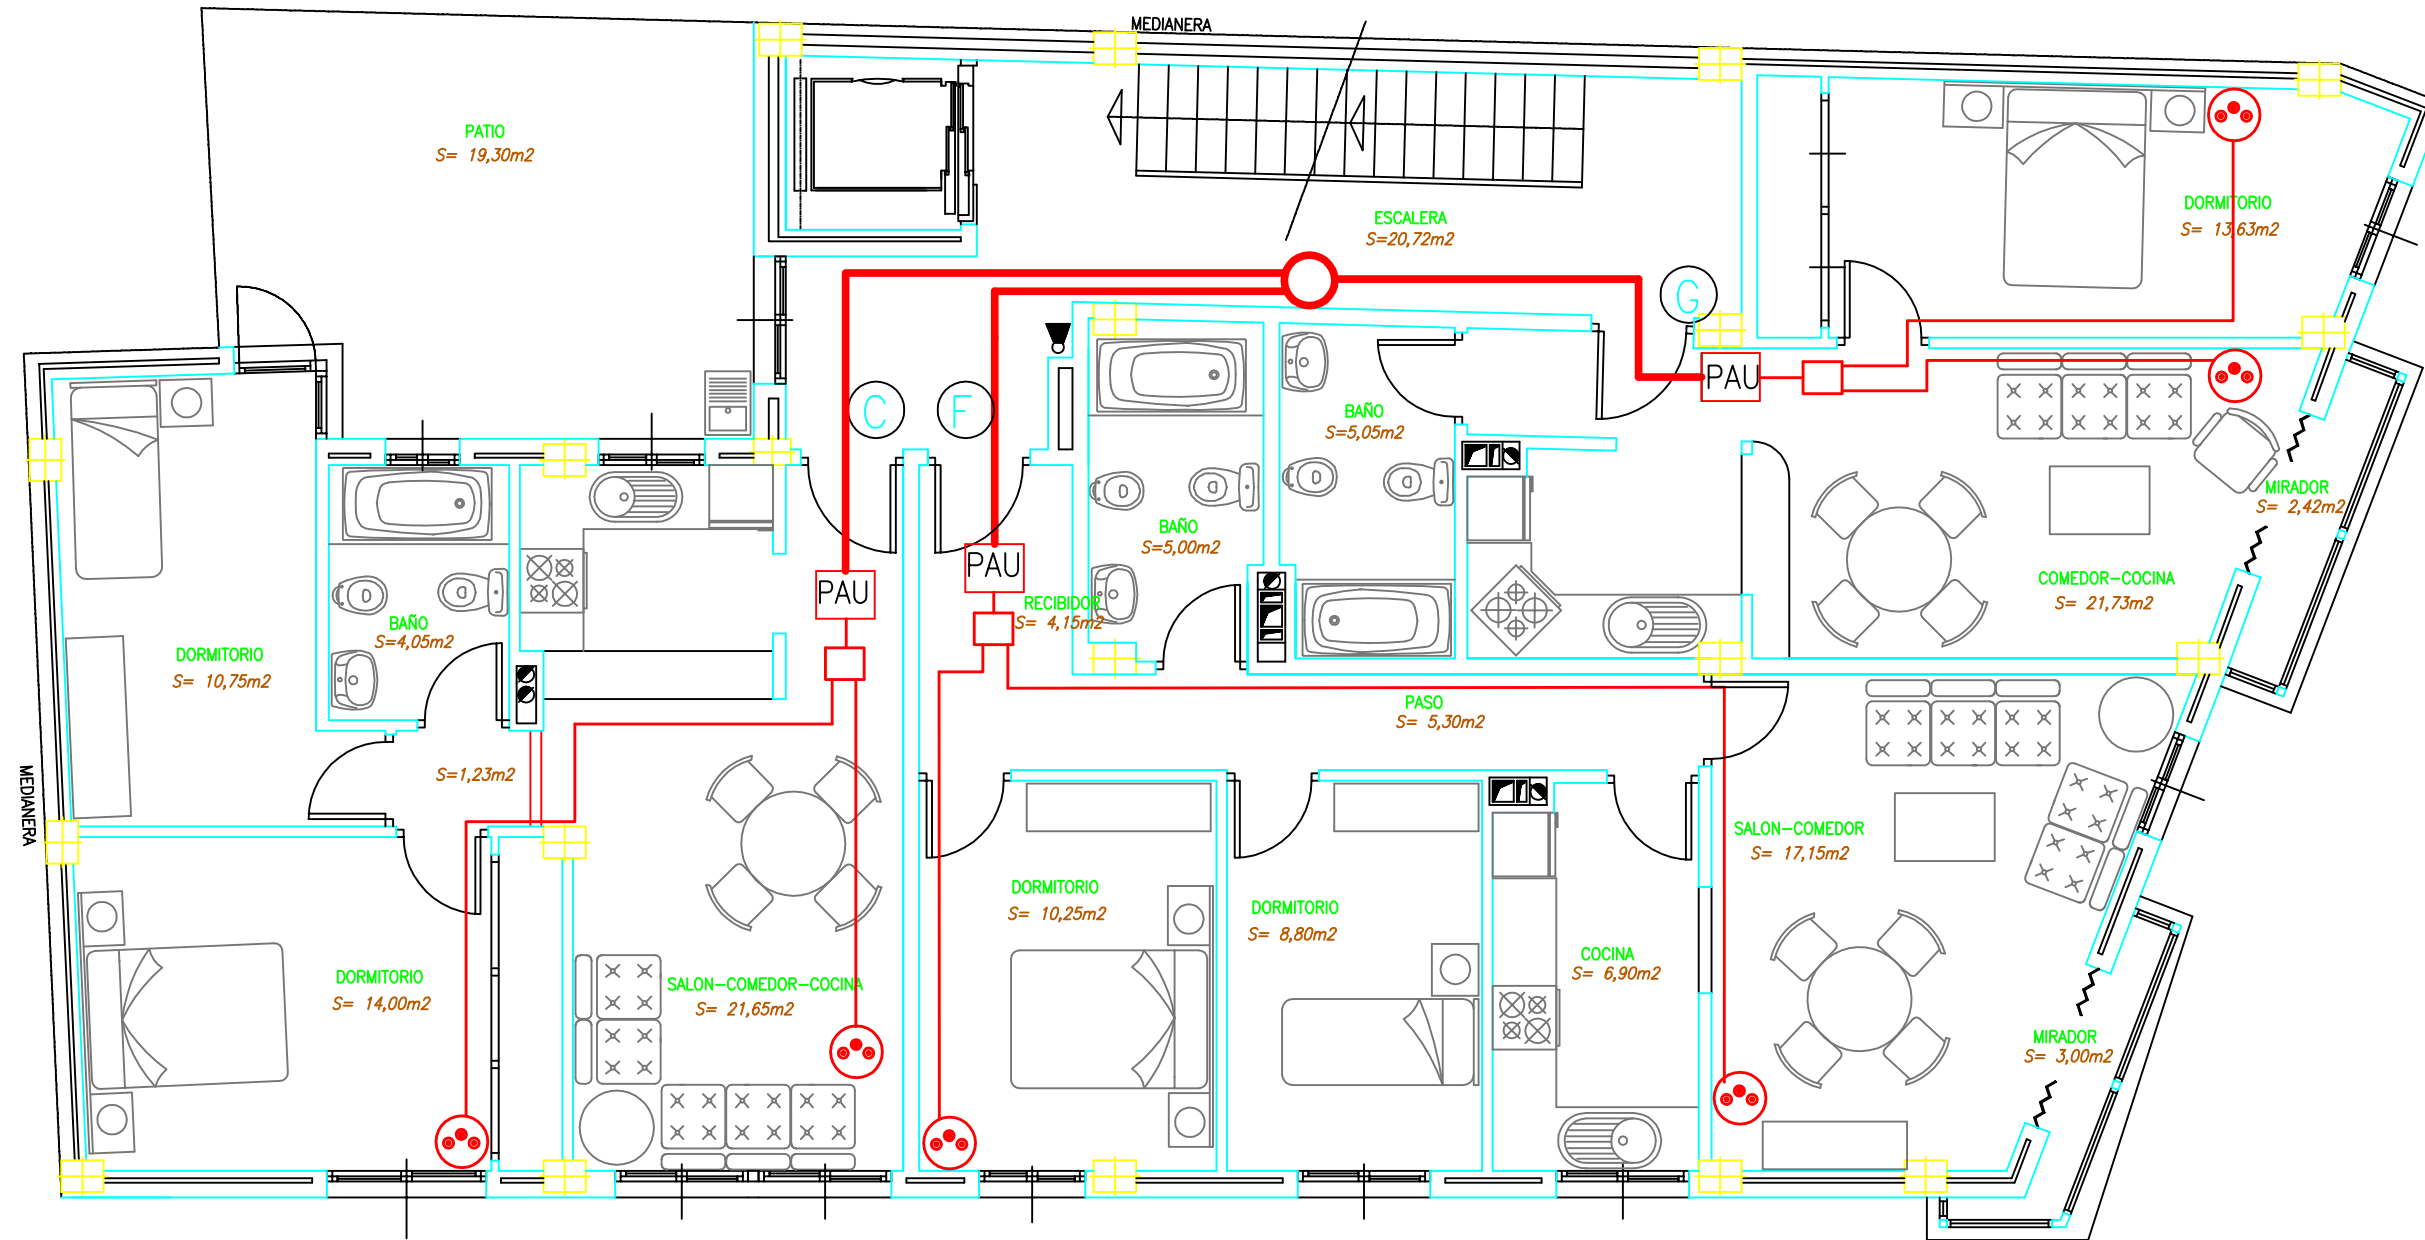 MEDIANERA
PATIO
S= 19,30m2
ESCALERA
S=20,72m2
DORMITORIO
S= 13,63m2
G
PAU
C
F
BAÑO
S=5,05m2
MIRADOR
S= 2,42m2
BAÑO
S=5,00m2
COMEDOR-COCINA
S= 21,73m2
PAU
PAU
RECIBIDOR
S= 4,15m2
BAÑO
S=4,05m2
DORMITORIO
S= 10,75m2
PASO
S= 5,30m2
S=1,23m2
MEDIANERA
SALON-COMEDOR
S= 17,15m2
DORMITORIO
S= 10,25m2
DORMITORIO
S= 8,80m2
COCINA
S= 6,90m2
DORMITORIO
S= 14,00m2
SALON-COMEDOR-COCINA
S= 21,65m2
MIRADOR
S= 3,00m2